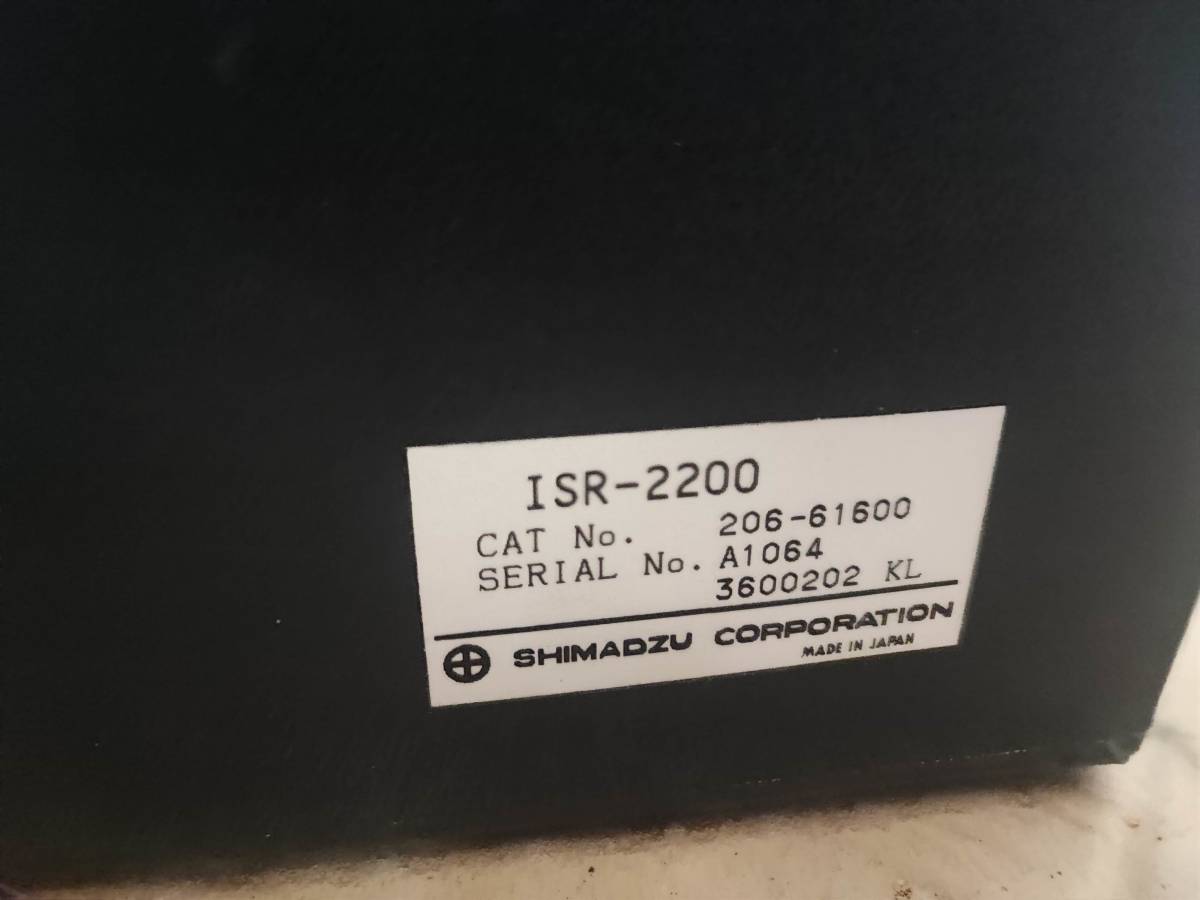 ISR-2200
CAT No. 206-61600
SERIAL No. A1064
3600202 KL
SHIMADZU CORPORATION
MADE IN JAPAN